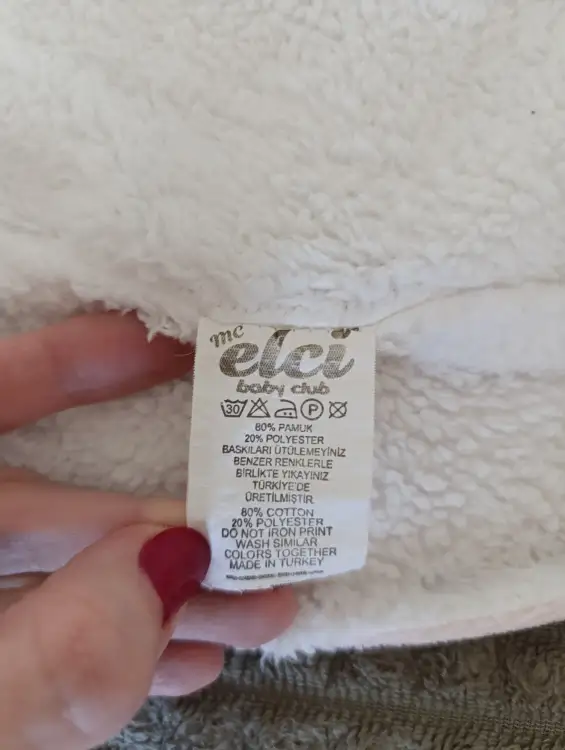 mc
elci
baby club
30 P
80% PAMUK
20% POLYESTER
BASKILARI ÜTÜLEMEYİNİZ
BENZER RENKLERLE
BİRLİKTE YIKAYINIZ
TÜRKİYE'DE
ÜRETİLMİŞTİR
80% COTTON
20% POLYESTER
DO NOT IRON PRINT
WASH SIMILAR
COLORS TOGETHER
MADE IN TURKEY